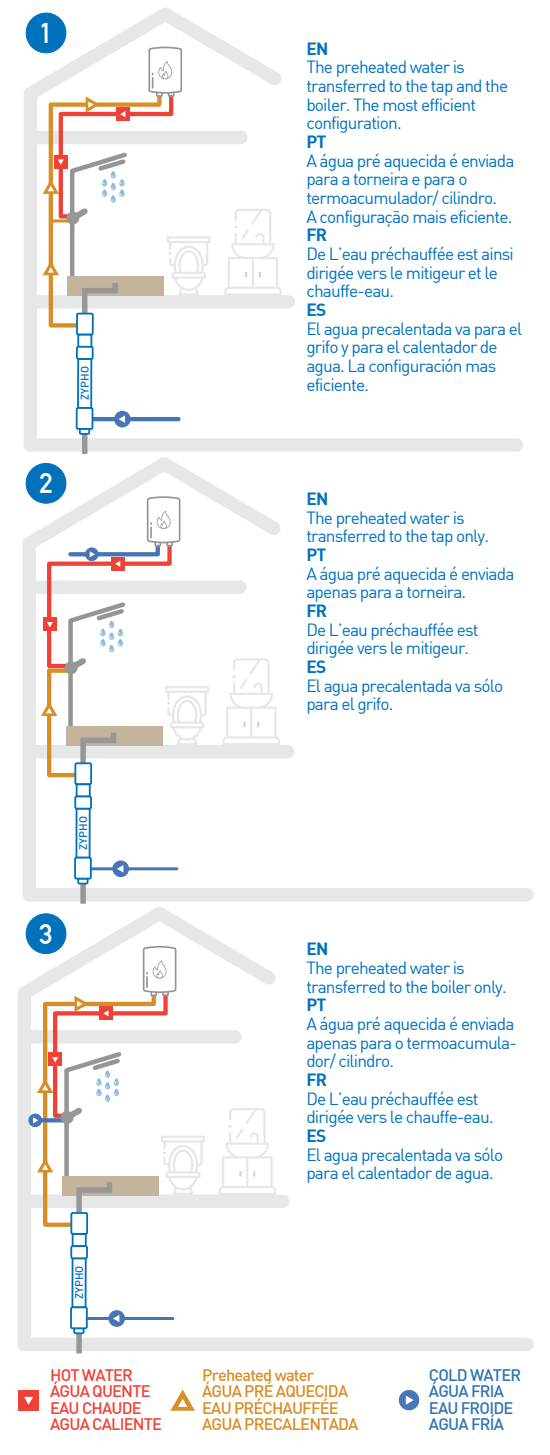 1
EN
The preheated water is
transferred to the tap and the
boiler. The most efficient
configuration.
PT
A água pré aquecida é enviada
para a torneira e para o
termoacumulador/ cilindro.
A configuração mais eficiente.
FR
De L'eau préchauffée est ainsi
dirigée vers le mitigeur et le
chauffe-eau.
ES
El agua precalentada va para el
grifo y para el calentador de
agua. La configuración mas
eficiente.
ZYPHO
2
EN
The preheated water is
transferred to the tap only.
PT
A água pré aquecida é enviada
apenas para a torneira.
FR
De L'eau préchauffée est
dirigée vers le mitigeur.
ES
El agua precalentada va sólo
para el grifo.
ZYPHO
3
EN
The preheated water is
transferred to the boiler only.
PT
A água pré aquecida é enviada
apenas para o termoacumula-
dor/ cilindro.
FR
De L'eau préchauffée est
dirigée vers le chauffe-eau.
ES
El agua precalentada va sólo
para el calentador de agua.
ZYPHO
HOT WATER
ÁGUA QUENTE
EAU CHAUDE
AGUA CALIENTE
Preheated water
ÁGUA PRÉ AQUECIDA
EAU PRÉCHAUFFÉE
AGUA PRECALENTADA
COLD WATER
ÁGUA FRIA
EAU FROIDE
AGUA FRÍA